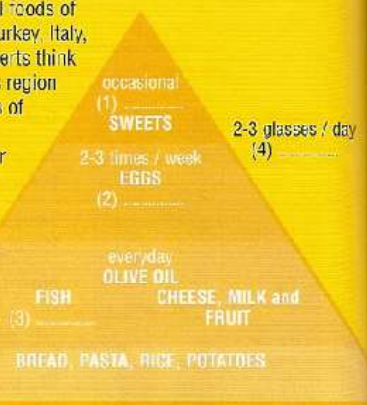 l foods of
urkey, Italy,
erts think
s region
s of
r
occasional
(1) ..............
SWEETS
2-3 glasses / day
(4) ..............
2-3 times / week
EGGS
(2) ..............
everyday
OLIVE OIL
FISH CHEESE, MILK and
(3) .............. FRUIT
BREAD, PASTA, RICE, POTATOES